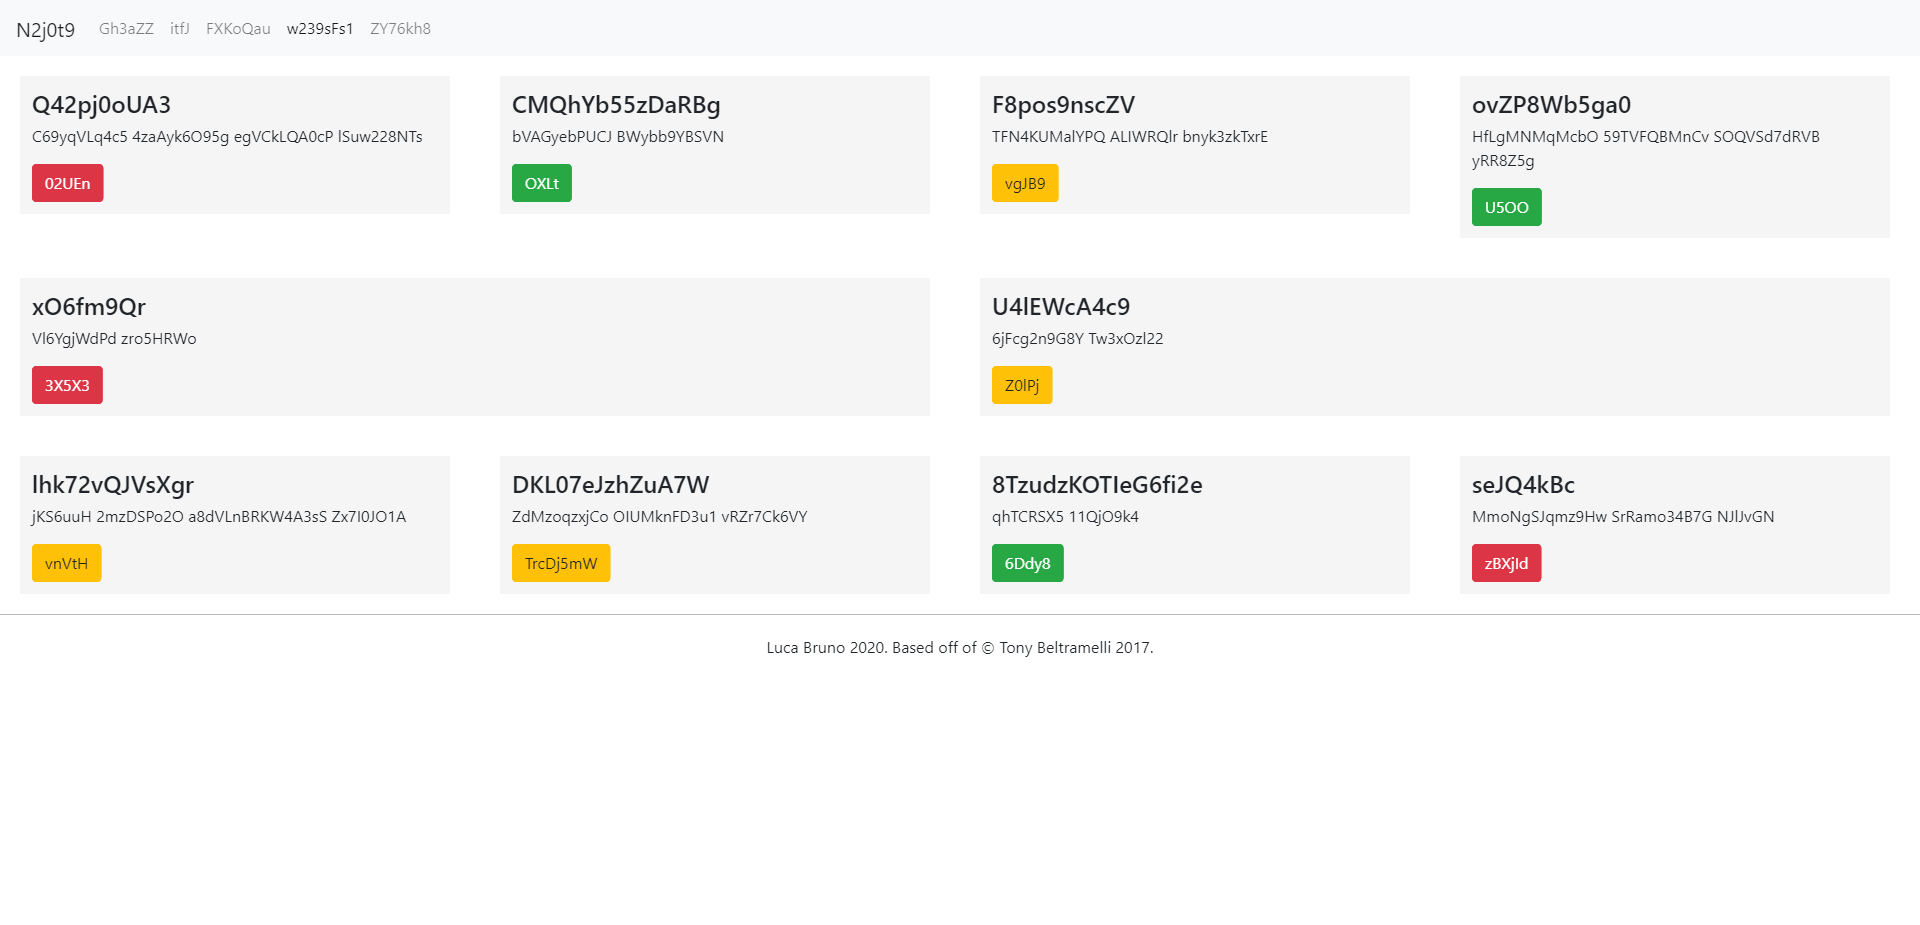 N2j0t9 Gh3aZZ itfJ FXKoQau w239sFs1 ZY76kh8
Q42pj0oUA3
C69yqVLq4c5 4zaAyk6O95g egVCkLQA0cP lSuw228NTs
02UEn
CMQhYb55zDaRBg
bVAGyebPUCJ BWybb9YBSVN
OXLt
F8pos9nscZV
TFN4KUMalYPQ ALIWRQlr bnyk3zkTxrE
vgJB9
ovZP8Wb5ga0
HfLgMNMqMcbO 59TVFQBMnCv SOQVSd7dRVB
yRR8Z5g
U5OO
xO6fm9Qr
Vl6YgjWdPd zro5HRWo
3X5X3
U4lEWcA4c9
6jFcg2n9G8Y Tw3xOzl22
Z0lPj
lhk72vQJVsXgr
jKS6uuH 2mzDSPo2O a8dVLnBRKW4A3sS Zx7I0JO1A
vnVtH
DKL07eJzhZuA7W
ZdMzoqzxjCo OIUMknFD3u1 vRZr7Ck6VY
TrcDj5mW
8TzudzKOTIeG6fi2e
qhTCRSX5 11QjO9k4
6Ddy8
seJQ4kBc
MmoNgSJqmz9Hw SrRamo34B7G NJlJvGN
zBXjId
Luca Bruno 2020. Based off of © Tony Beltramelli 2017.